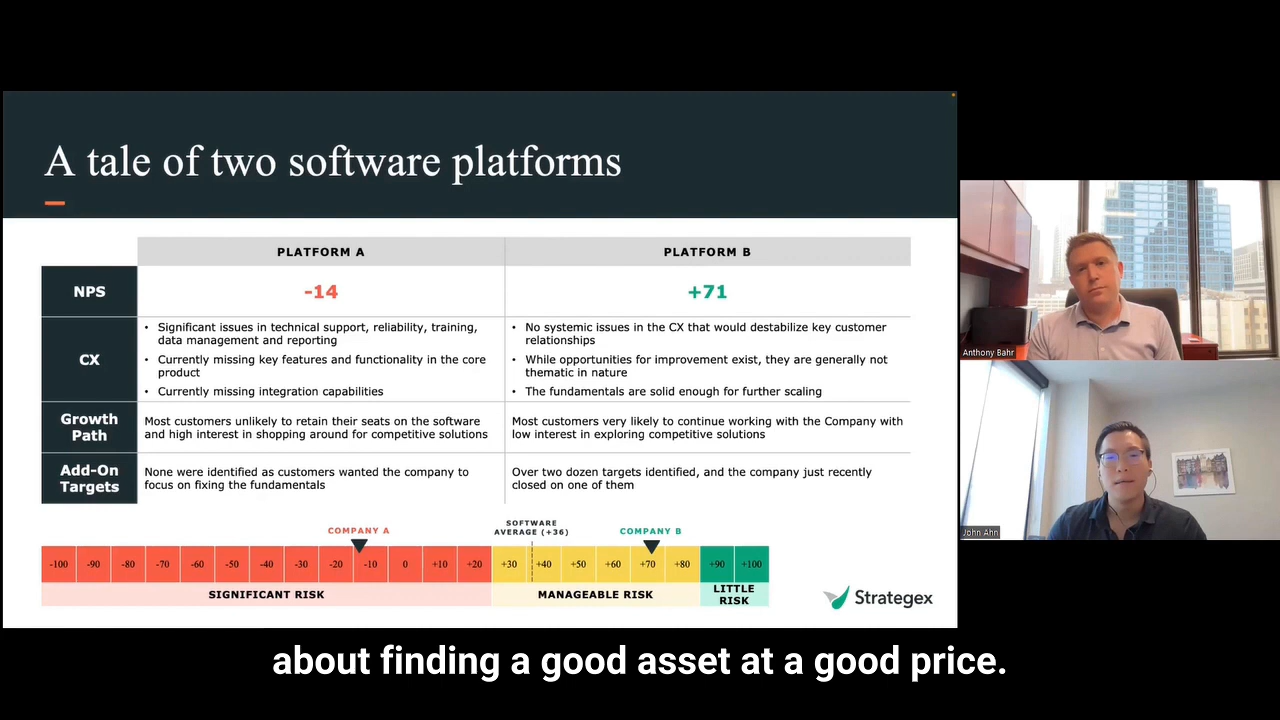 A tale of two software platforms
PLATFORM A
PLATFORM B
NPS
-14
+71
CX
• Significant issues in technical support, reliability, training,
data management and reporting
• Currently missing key features and functionality in the core
product
• Currently missing integration capabilities
• No systemic issues in the CX that would destabilize key customer
relationships
• While opportunities for improvement exist, they are generally not
thematic in nature
• The fundamentals are solid enough for further scaling
Growth
Path
Most customers unlikely to retain their seats on the software
and high interest in shopping around for competitive solutions
Most customers very likely to continue working with the Company with
low interest in exploring competitive solutions
Add-On
Targets
None were identified as customers wanted the company to
focus on fixing the fundamentals
Over two dozen targets identified, and the company just recently
closed on one of them
COMPANY A
SOFTWARE
AVERAGE (+36)
COMPANY B
-100 -90 -80 -70 -60 -50 -40 -30 -20 -10 0 +10 +20 +30 +40 +50 +60 +70 +80 +90 +100
SIGNIFICANT RISK
MANAGEABLE RISK
LITTLE
RISK
Strategex
Anthony Bahr
John Ahn
about finding a good asset at a good price.